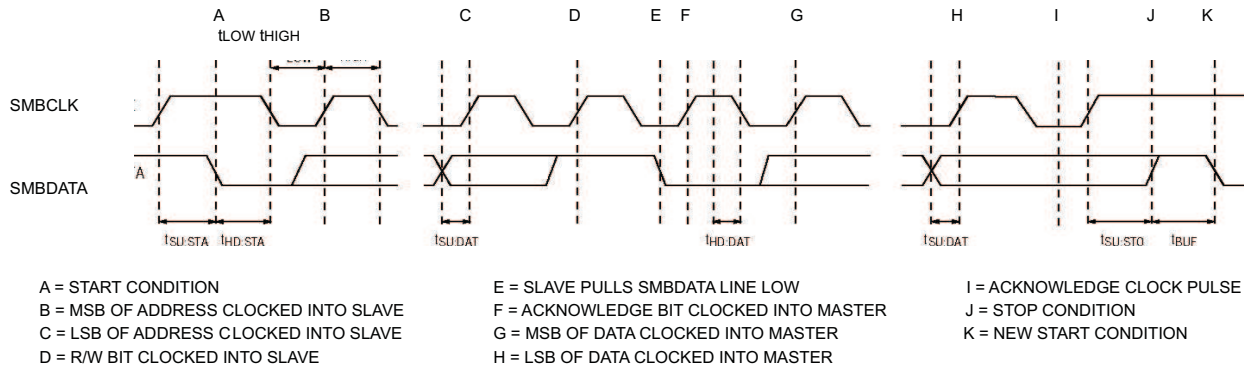 A B C D E F G H I J K
tLOW tHIGH
SMBCLK
SMBDATA
A
tSU:STA tHD:STA tSU:DAT tHD:DAT tSU:DAT tSU:STO tBUF
A = START CONDITION
B = MSB OF ADDRESS CLOCKED INTO SLAVE
C = LSB OF ADDRESS CLOCKED INTO SLAVE
D = R/W BIT CLOCKED INTO SLAVE
E = SLAVE PULLS SMBDATA LINE LOW
F = ACKNOWLEDGE BIT CLOCKED INTO MASTER
G = MSB OF DATA CLOCKED INTO MASTER
H = LSB OF DATA CLOCKED INTO MASTER
I = ACKNOWLEDGE CLOCK PULSE
J = STOP CONDITION
K = NEW START CONDITION